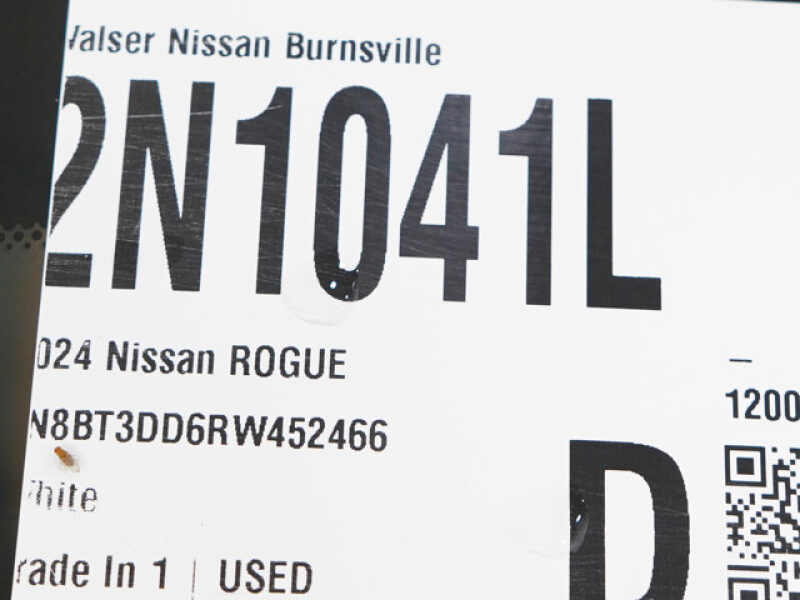 Walser Nissan Burnsville
2N1041L
024 Nissan ROGUE
N8BT3DD6RW452466
White
rade In 1 | USED
–
1200
D